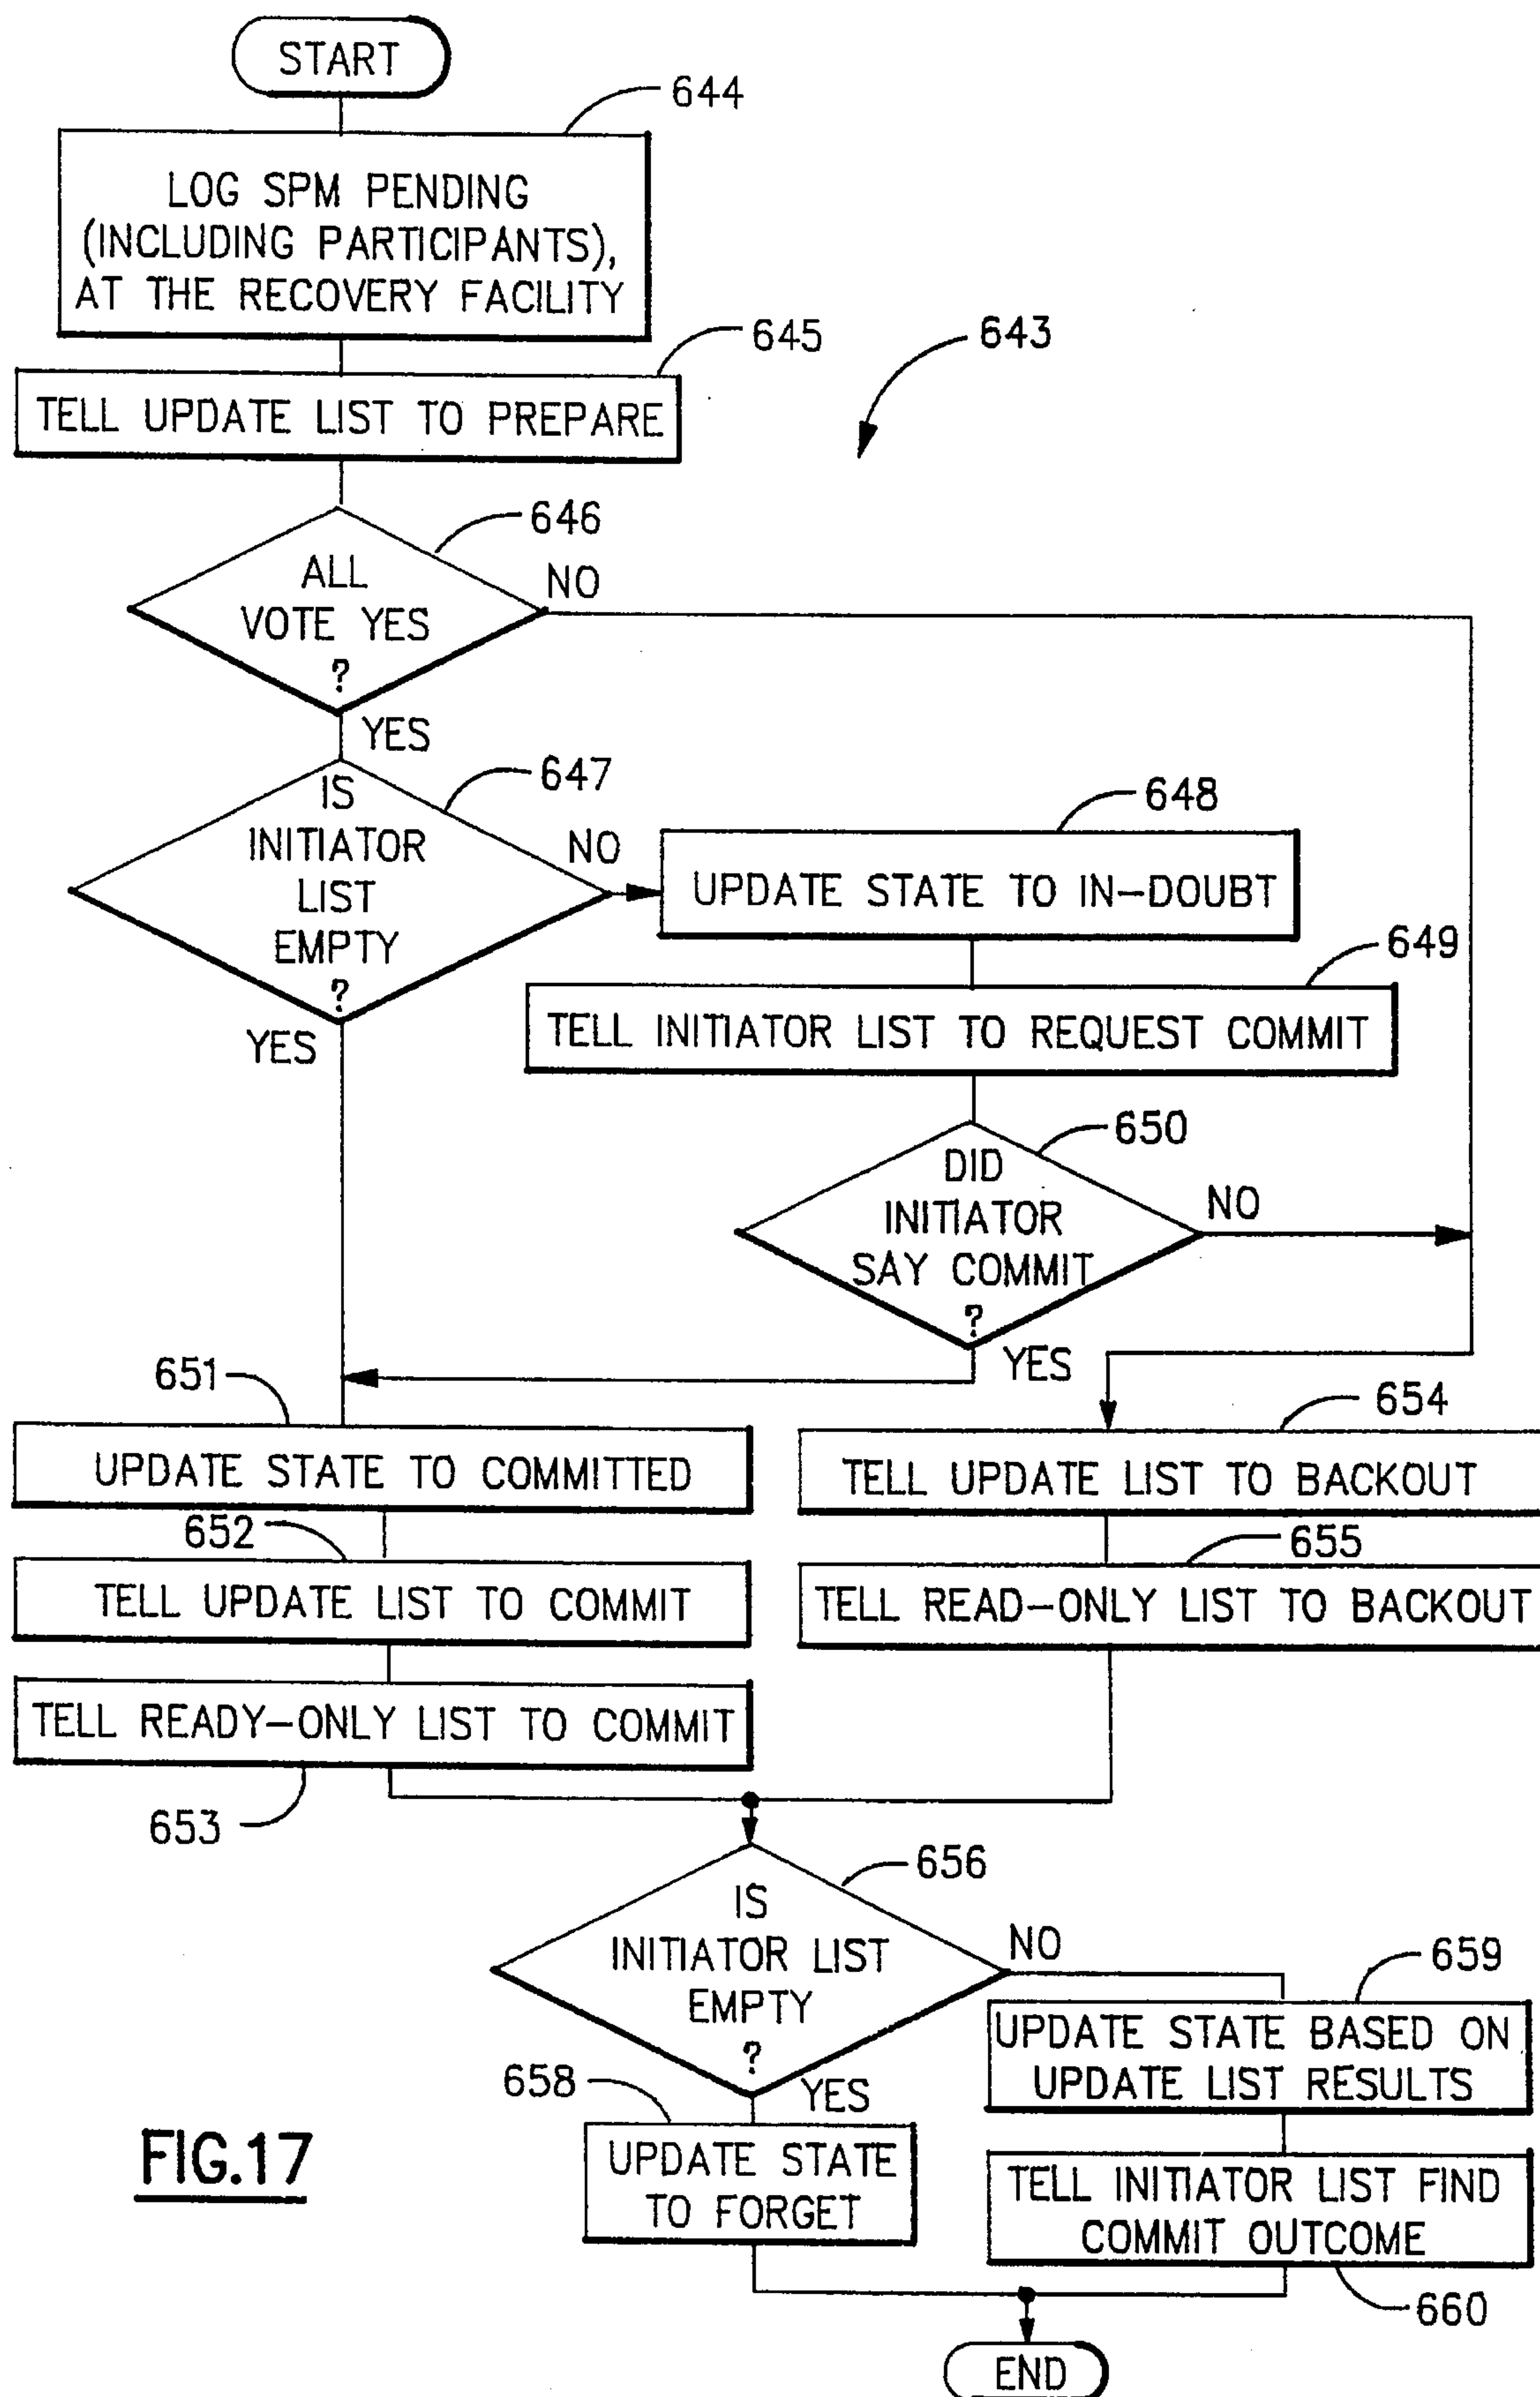 START
644
LOG SPM PENDING
(INCLUDING PARTICIPANTS),
AT THE RECOVERY FACILITY
645
643
TELL UPDATE LIST TO PREPARE
646
ALL
VOTE YES
?
NO
YES
647
IS
INITIATOR
LIST
EMPTY
?
NO
YES
648
UPDATE STATE TO IN-DOUBT
649
TELL INITIATOR LIST TO REQUEST COMMIT
650
DID
INITIATOR
SAY COMMIT
?
NO
YES
651
UPDATE STATE TO COMMITTED
652
TELL UPDATE LIST TO COMMIT
TELL READY-ONLY LIST TO COMMIT
653
654
TELL UPDATE LIST TO BACKOUT
655
TELL READ-ONLY LIST TO BACKOUT
656
IS
INITIATOR LIST
EMPTY
?
NO
YES
658
UPDATE STATE
TO FORGET
659
UPDATE STATE BASED ON
UPDATE LIST RESULTS
TELL INITIATOR LIST FIND
COMMIT OUTCOME
660
END
FIG.17